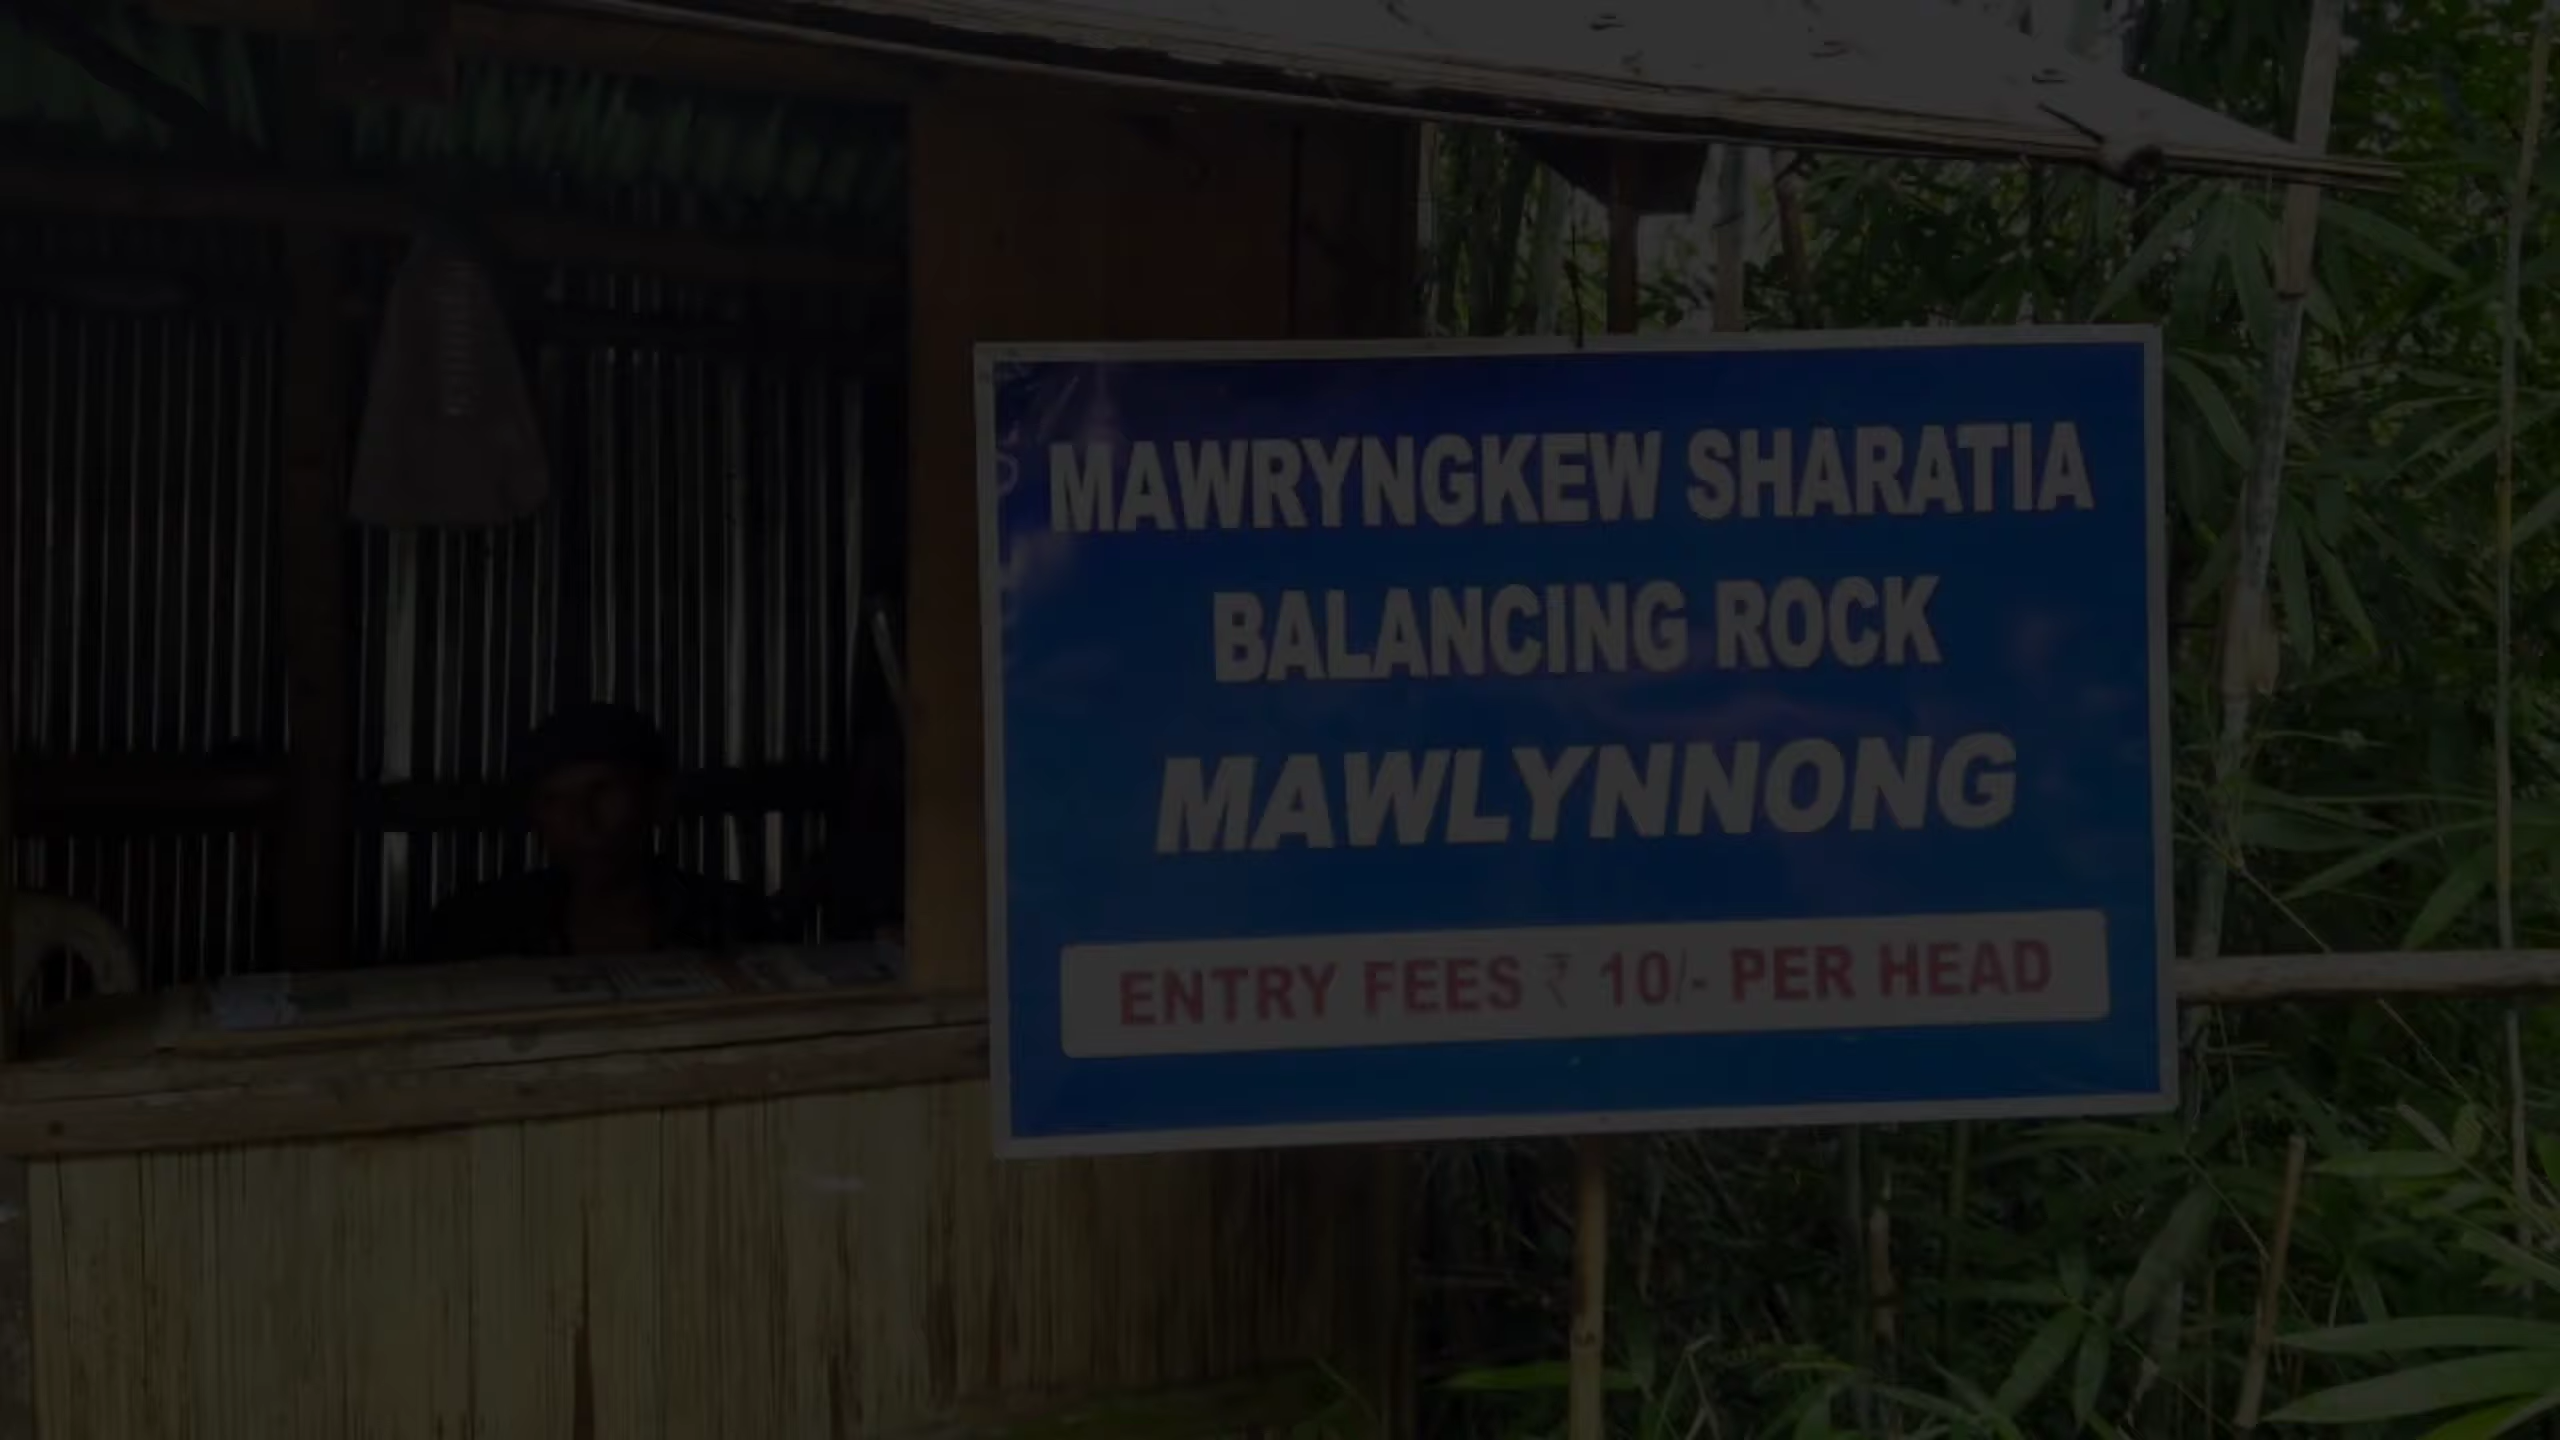 MAWRYNGKEW SHARATIA
BALANCING ROCK
MAWLYNNONG
ENTRY FEES ₹ 10/- PER HEAD